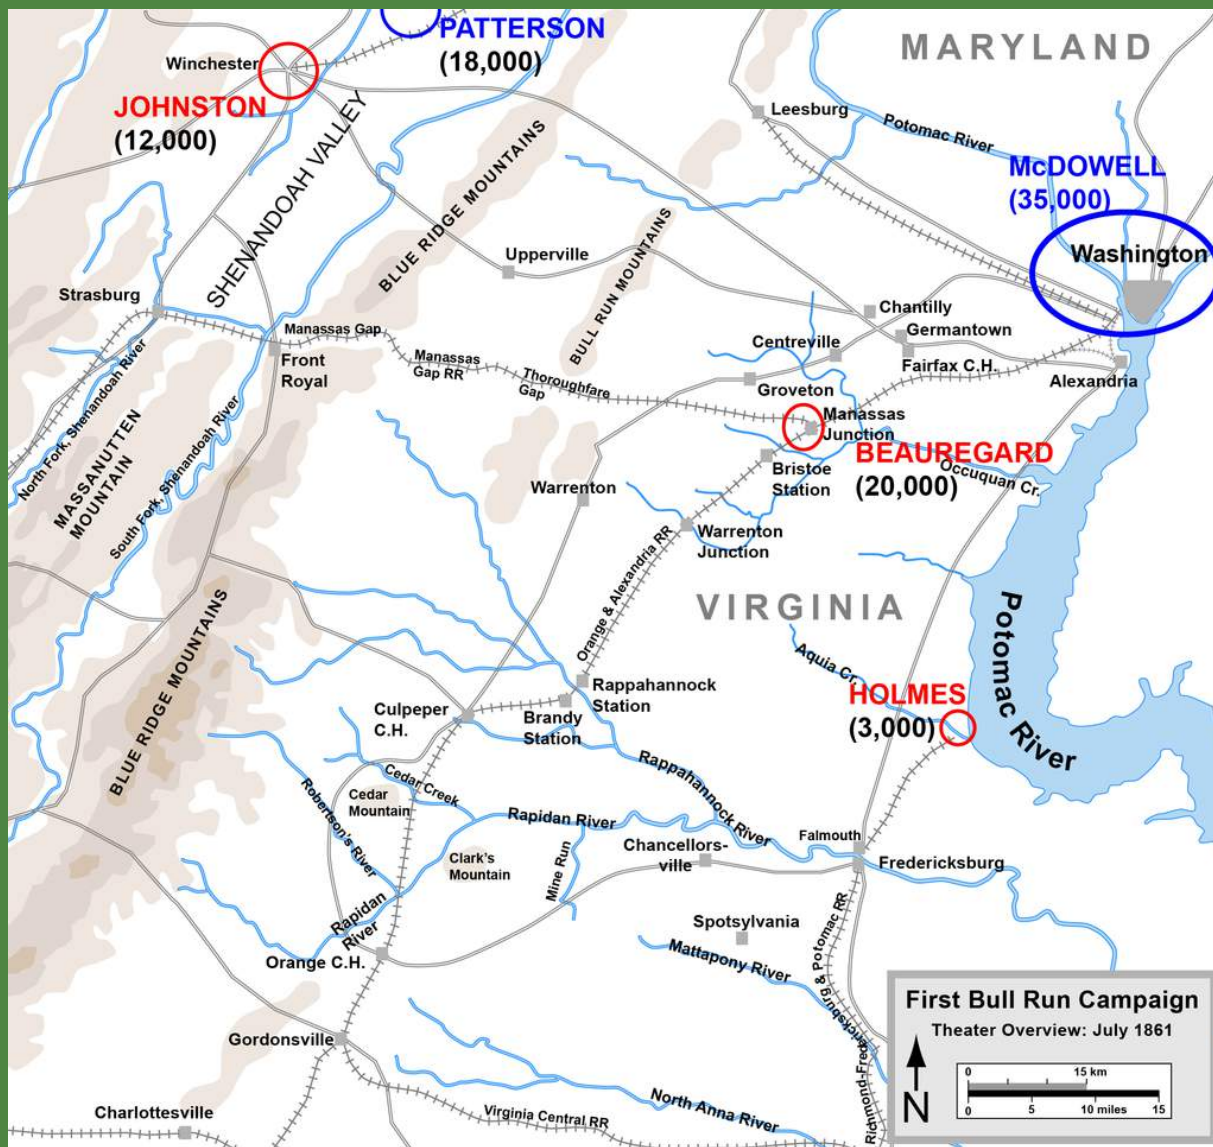 PATTERSON
(18,000)
MARYLAND
Winchester
JOHNSTON
(12,000)
Leesburg
Potomac River
McDOWELL
(35,000)
Washington
SHENANDOAH VALLEY
BLUE RIDGE MOUNTAINS
BULL RUN MOUNTAINS
Upperville
Strasburg
Chantilly
Germantown
Centreville
Fairfax C.H.
Alexandria
Manassas Gap
Front
Royal
Manassas
Gap RR
Thoroughfare
Gap
Groveton
Manassas
Junction
BEAUREGARD
(20,000)
Occuquan Cr.
Bristoe
Station
North Fork, Shenandoah River
MASSANUTTEN
MOUNTAIN
South Fork, Shenandoah River
Warrenton
Warrenton
Junction
Orange & Alexandria RR
VIRGINIA
Potomac River
Aquia Cr.
HOLMES
(3,000)
BLUE RIDGE MOUNTAINS
Rappahannock
Station
Culpeper
C.H.
Brandy
Station
Rappahannock River
Cedar Creek
Cedar
Mountain
Robertson's River
Rapidan River
Clark's
Mountain
Mine Run
Chancellors-
ville
Falmouth
Fredericksburg
Rapidan
River
Orange C.H.
Spotsylvania
Mattapony River
Richmond-Fredricksburg & Potomac RR
Gordonsville
Charlottesville
Virginia Central RR
North Anna River
First Bull Run Campaign
Theater Overview: July 1861
N
0 15 km
0 5 10 miles 15